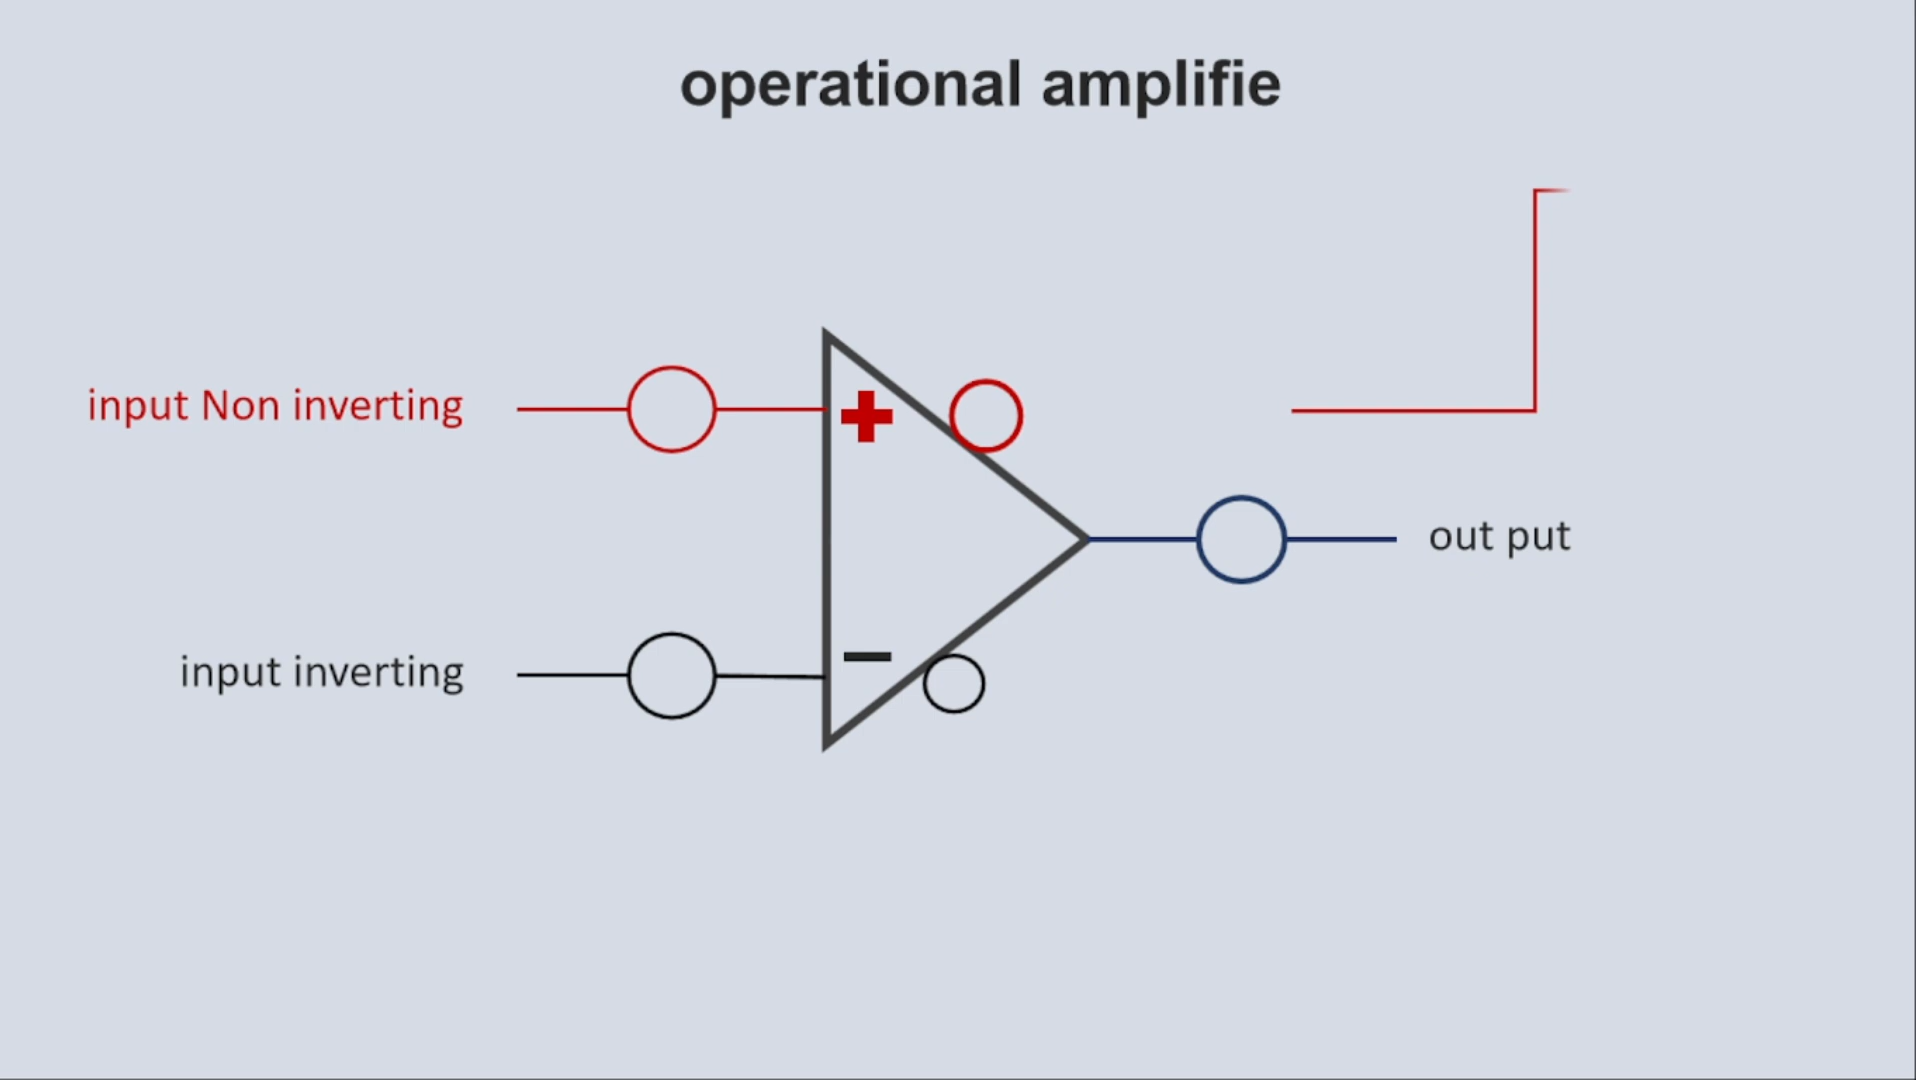 operational amplifie
input Non inverting
+
out put
input inverting
−